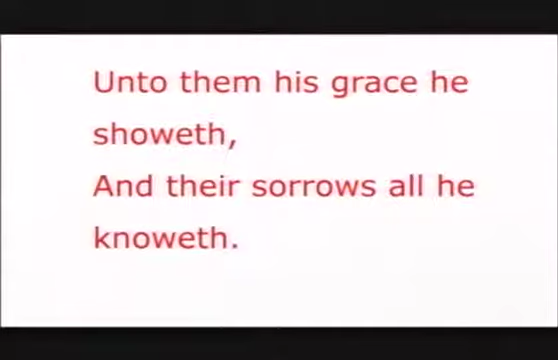 Unto them his grace he
showeth,
And their sorrows all he
knoweth.